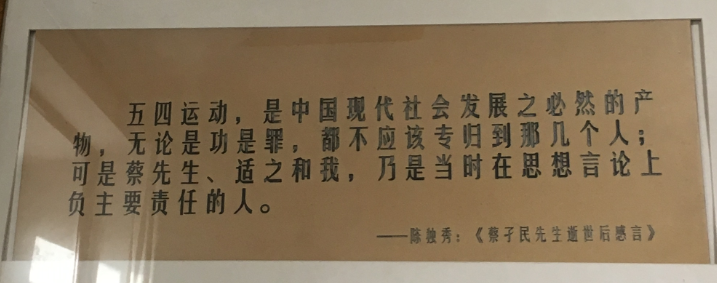 五四运动，是中国现代社会发展之必然的产
物，无论是功是罪，都不应该专归到那几个人；
可是蔡先生、适之和我，乃是当时在思想言论上
负主要责任的人。
——陈独秀：《蔡孑民先生逝世后感言》